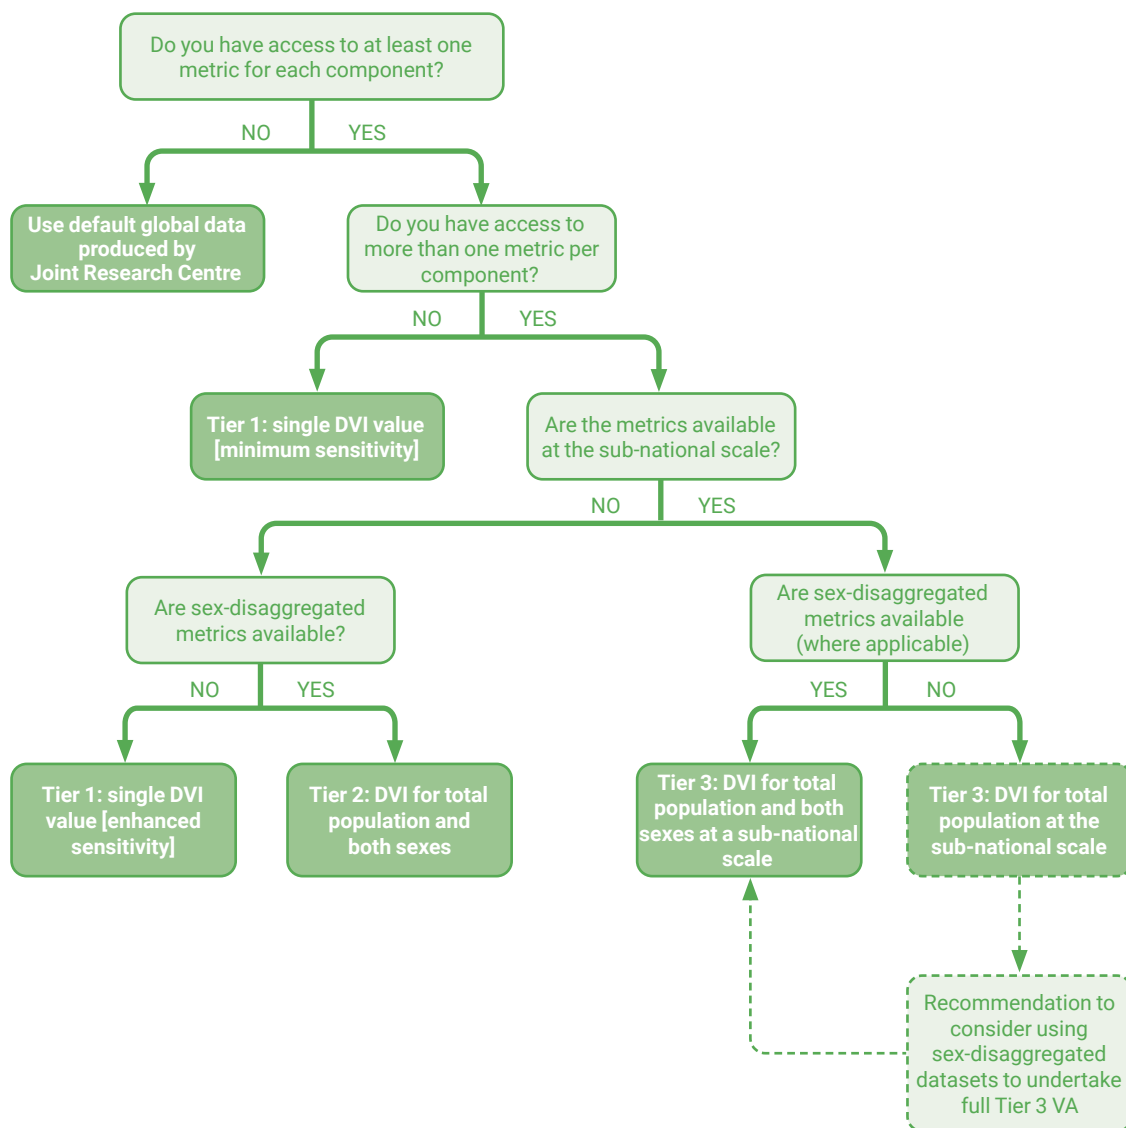 Do you have access to at least one
metric for each component?
NO
YES
Use default global data
produced by
Joint Research Centre
Do you have access to
more than one metric per
component?
NO
YES
Tier 1: single DVI value
[minimum sensitivity]
Are the metrics available
at the sub-national scale?
NO
YES
Are sex-disaggregated
metrics available?
Are sex-disaggregated
metrics available
(where applicable)
NO
YES
YES
NO
Tier 1: single DVI
value [enhanced
sensitivity]
Tier 2: DVI for total
population and
both sexes
Tier 3: DVI for total
population and both
sexes at a sub-national
scale
Tier 3: DVI for total
population at the
sub-national scale
Recommendation to
consider using
sex-disaggregated
datasets to undertake
full Tier 3 VA